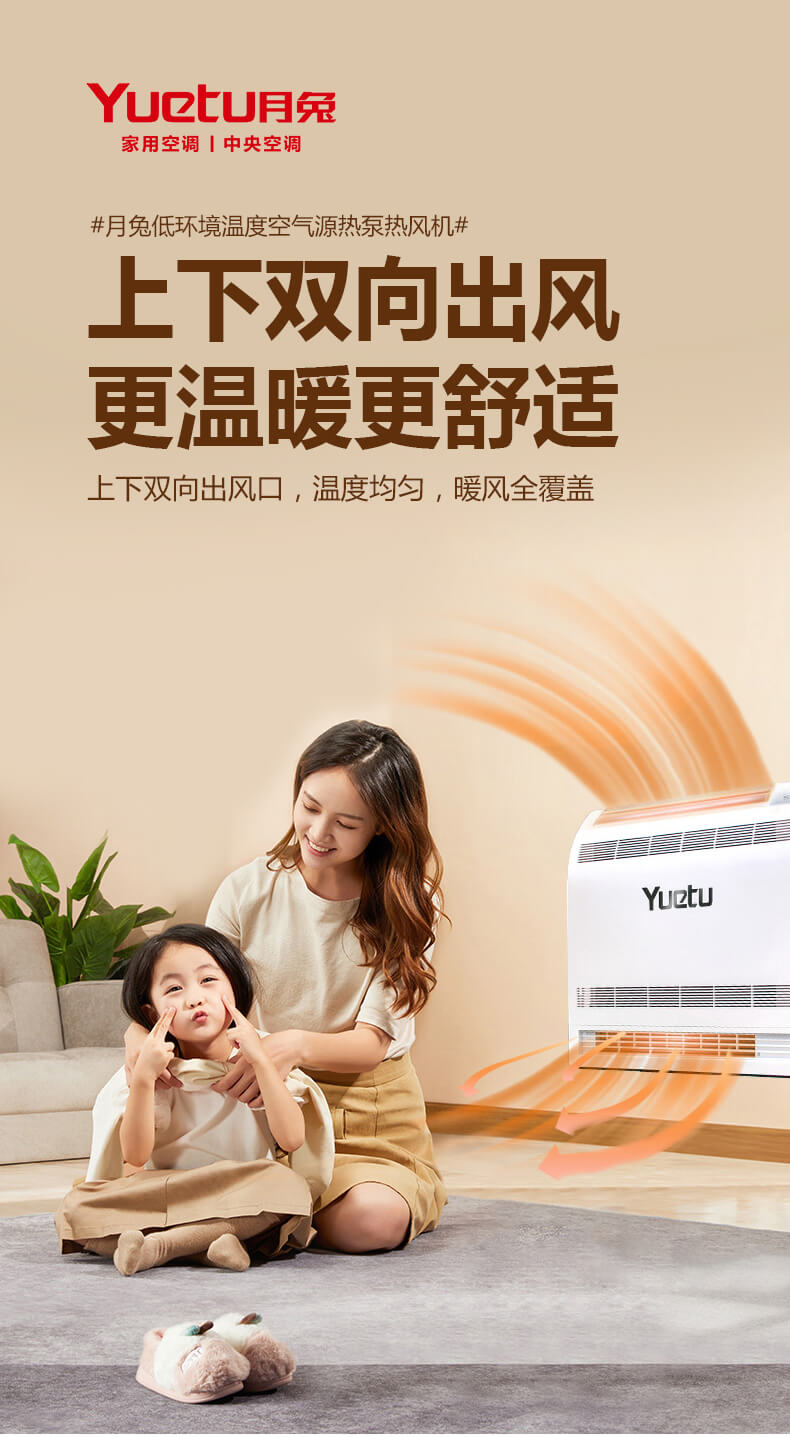 Yuetu月兔
家用空调 | 中央空调
#月兔低环境温度空气源热泵热风机#
上下双向出风
更温暖更舒适
上下双向出风口，温度均匀，暖风全覆盖
Yuetu